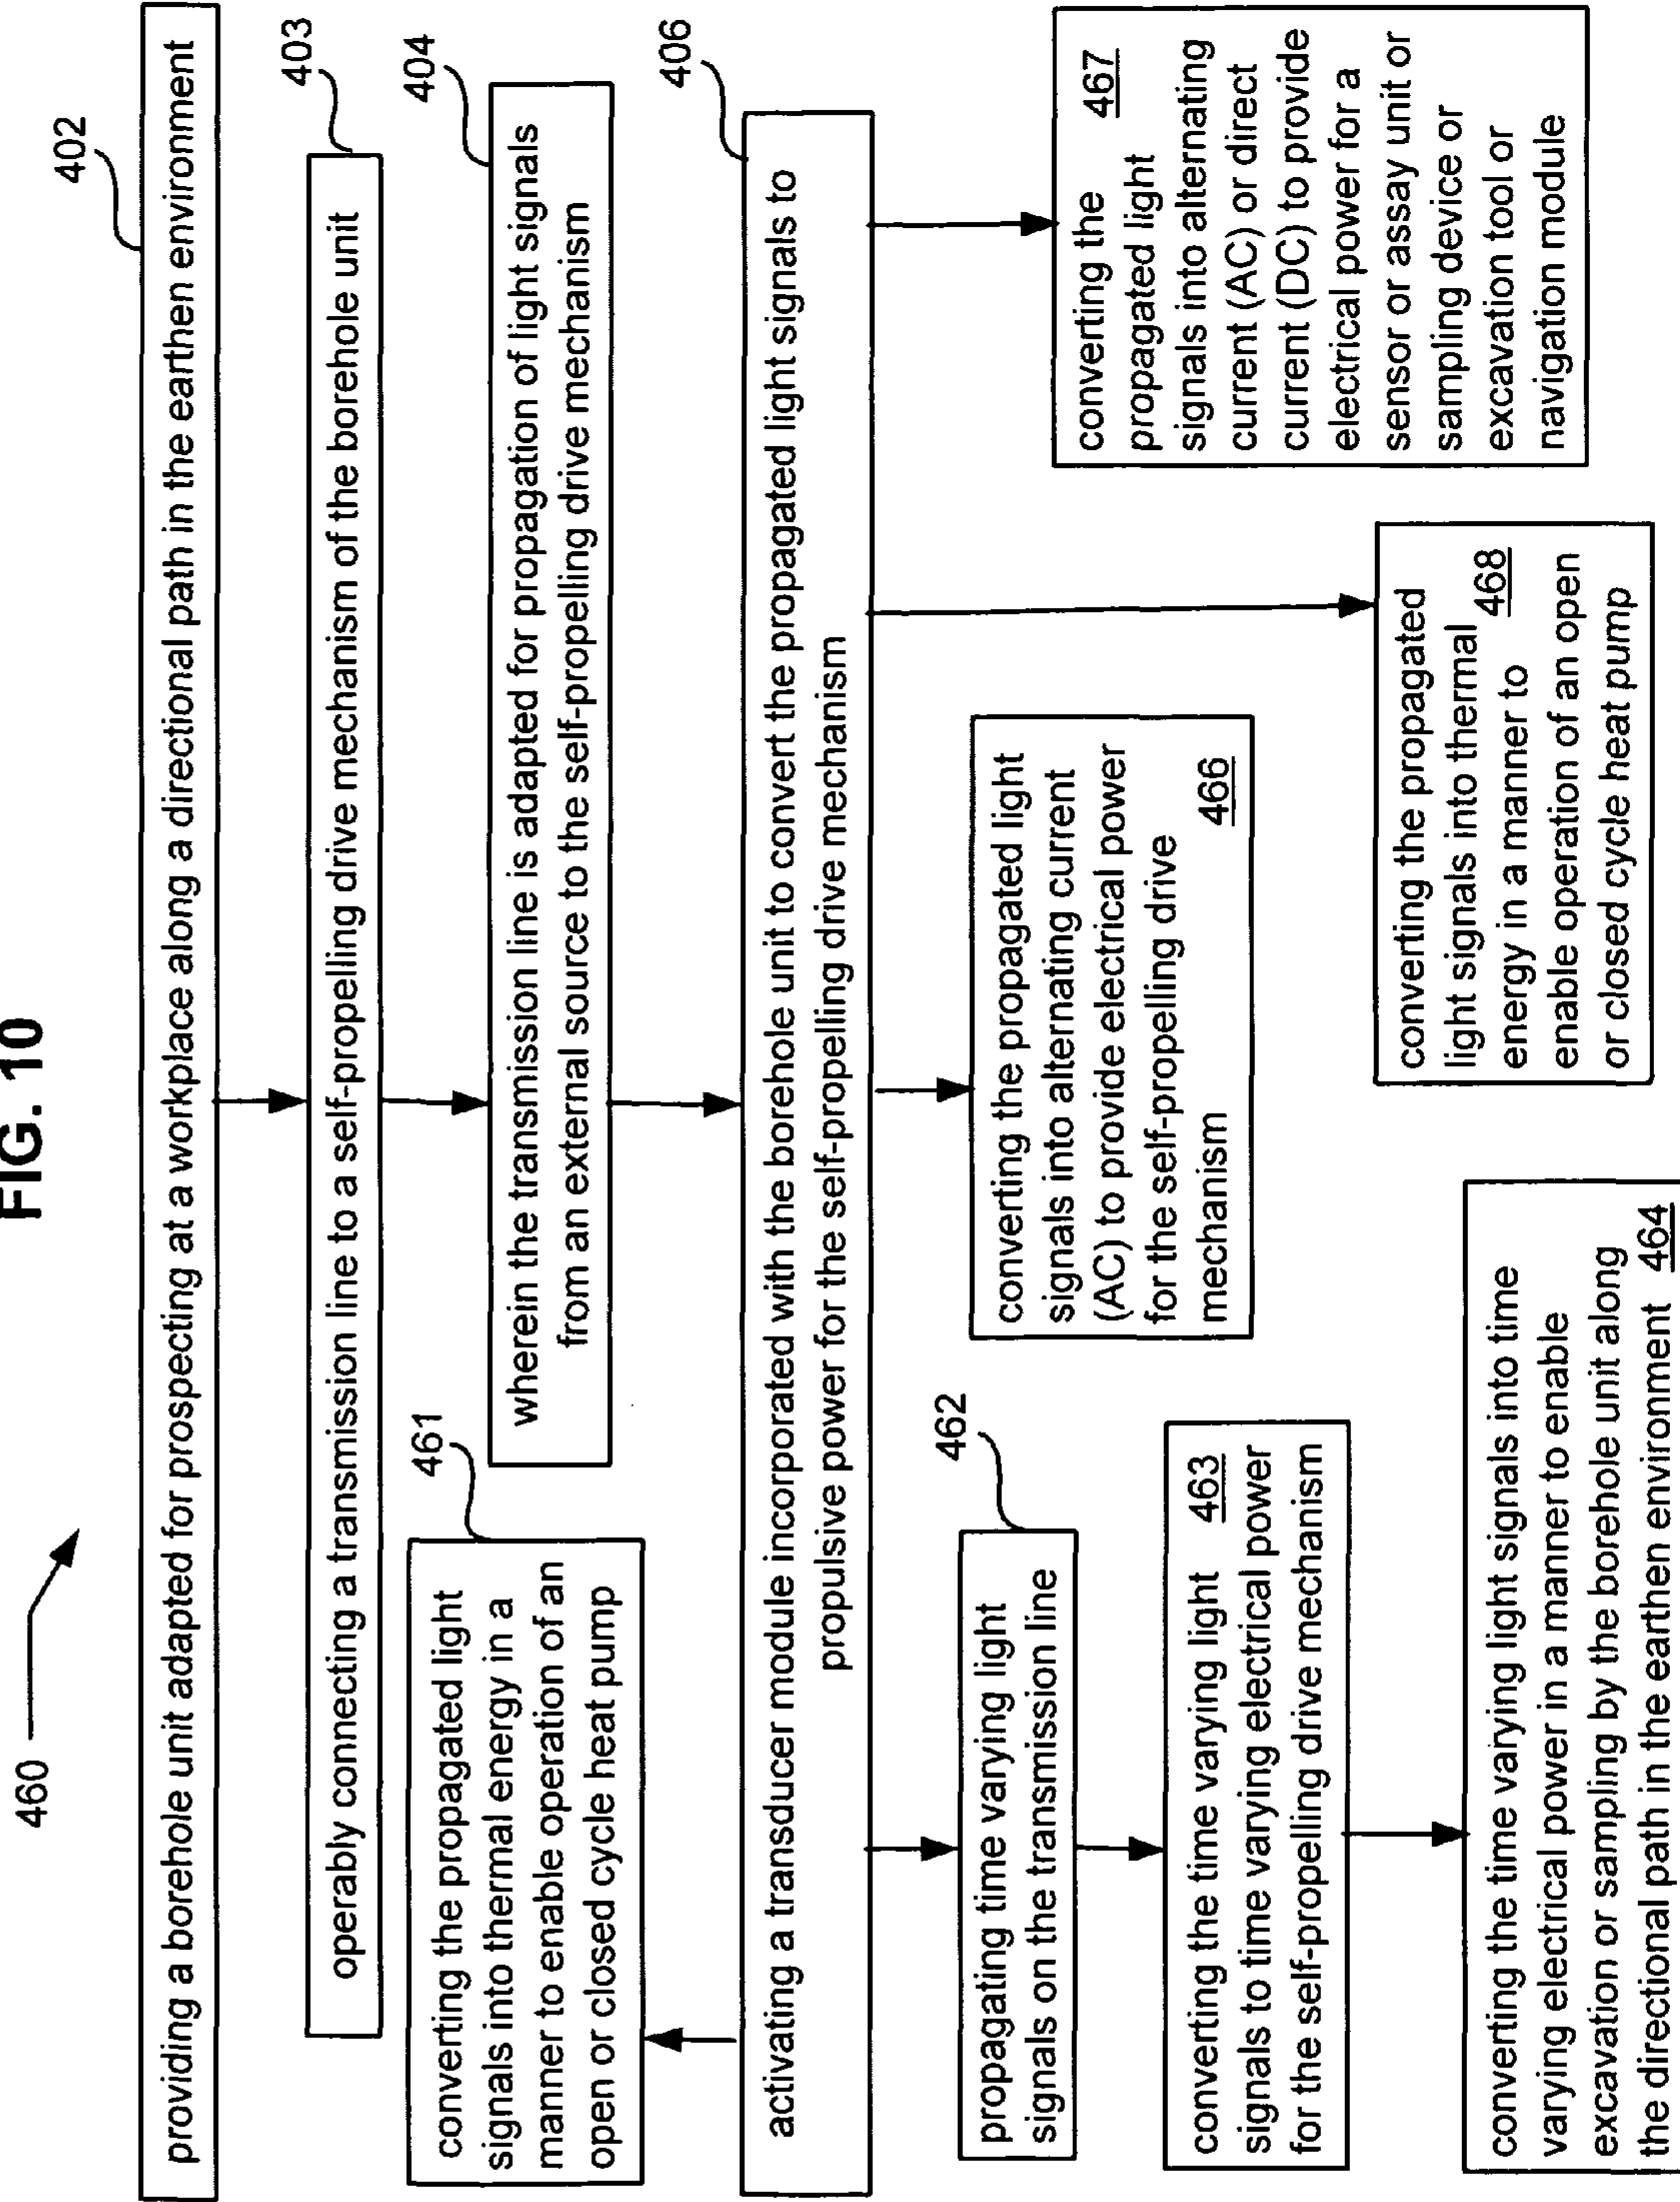 FIG. 10
460
402
providing a borehole unit adapted for prospecting at a workplace along a directional path in the earthen environment
403
operably connecting a transmission line to a self-propelling drive mechanism of the borehole unit
404
wherein the transmission line is adapted for propagation of light signals
from an external source to the self-propelling drive mechanism
461
converting the propagated light
signals into thermal energy in a
manner to enable operation of an
open or closed cycle heat pump
406
activating a transducer module incorporated with the borehole unit to convert the propagated light signals to
propulsive power for the self-propelling drive mechanism
462
propagating time varying light
signals on the transmission line
converting the time varying light 463
signals to time varying electrical power
for the self-propelling drive mechanism
converting the time varying light signals into time
varying electrical power in a manner to enable
excavation or sampling by the borehole unit along
the directional path in the earthen environment 464
converting the propagated light
signals into alternating current
(AC) to provide electrical power
for the self-propelling drive
mechanism 466
converting the propagated
light signals into thermal
energy in a manner to 468
enable operation of an open
or closed cycle heat pump
converting the 467
propagated light
signals into alternating
current (AC) or direct
current (DC) to provide
electrical power for a
sensor or assay unit or
sampling device or
excavation tool or
navigation module